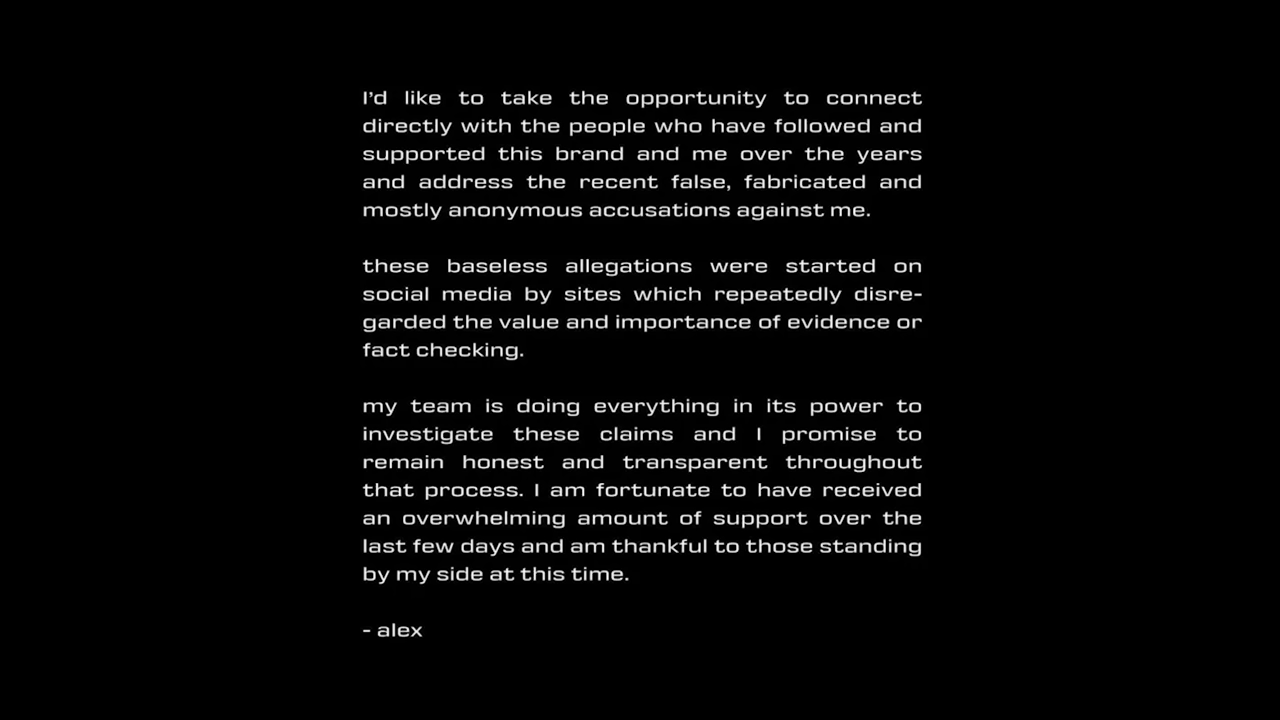 I’d like to take the opportunity to connect
directly with the people who have followed and
supported this brand and me over the years
and address the recent false, fabricated and
mostly anonymous accusations against me.
these baseless allegations were started on
social media by sites which repeatedly disre-
garded the value and importance of evidence or
fact checking.
my team is doing everything in its power to
investigate these claims and I promise to
remain honest and transparent throughout
that process. I am fortunate to have received
an overwhelming amount of support over the
last few days and am thankful to those standing
by my side at this time.
- alex